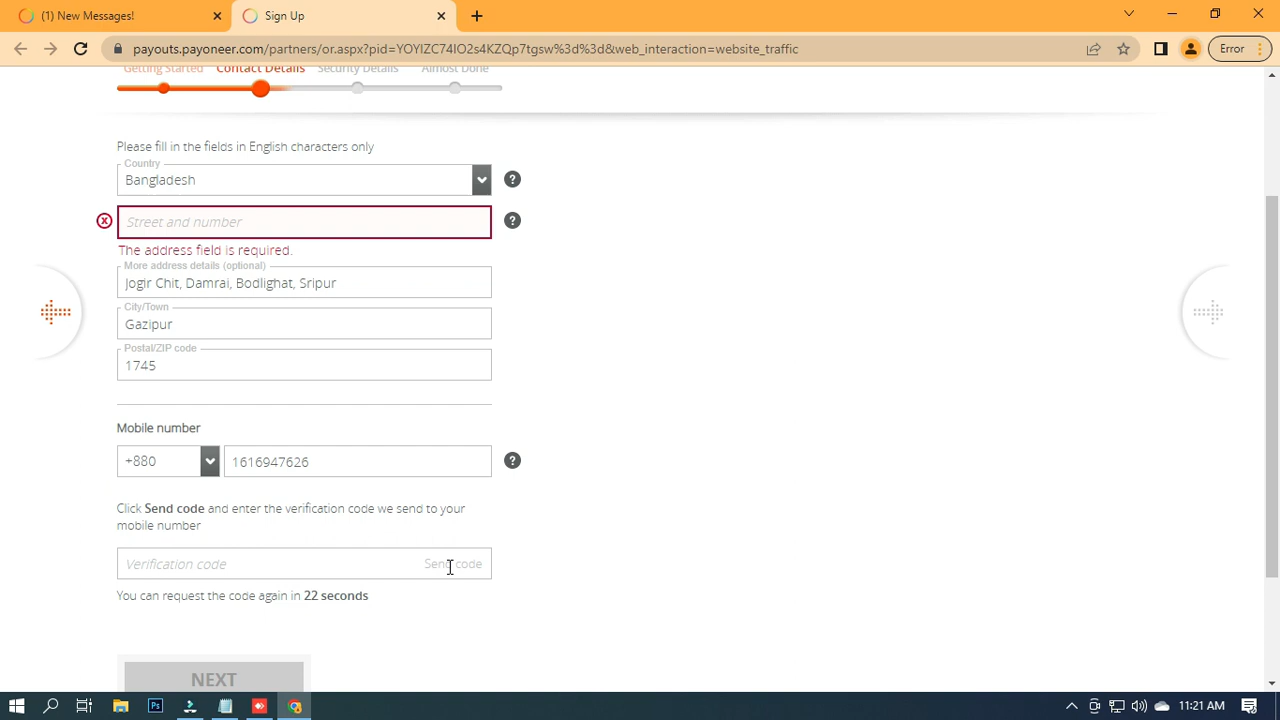 (1) New Messages!
Sign Up
payouts.payoneer.com/partners/or.aspx?pid=YOYIZC74IO2s4KZQp7tgsw%3d%3d&web_interaction=website_traffic
Error
Getting Started
Contact Details
Security Details
Almost Done
Please fill in the fields in English characters only
Country
Bangladesh
?
Street and number
?
The address field is required.
More address details (optional)
Jogir Chit, Damrai, Bodlighat, Sripur
City/Town
Gazipur
Postal/ZIP code
1745
Mobile number
+880
1616947626
?
Click Send code and enter the verification code we send to your
mobile number
Verification code
Send code
You can request the code again in 22 seconds
NEXT
Ps
11:21 AM